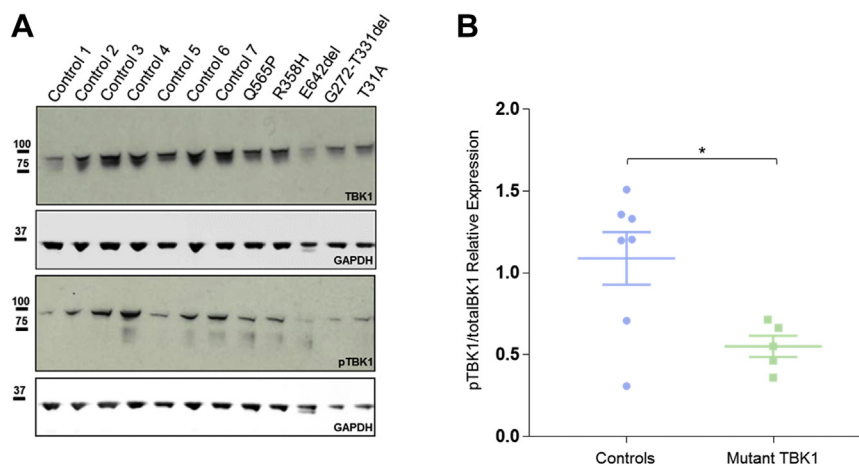 A
Control 1
Control 2
Control 3
Control 4
Control 5
Control 6
Control 7
Q565P
R358H
E642del
G272-T331del
T31A
100
75
TBK1
37
GAPDH
100
75
pTBK1
37
GAPDH
B
pTBK1/totalBK1 Relative Expression
2.0
1.5
1.0
0.5
0.0
*
Controls
Mutant TBK1